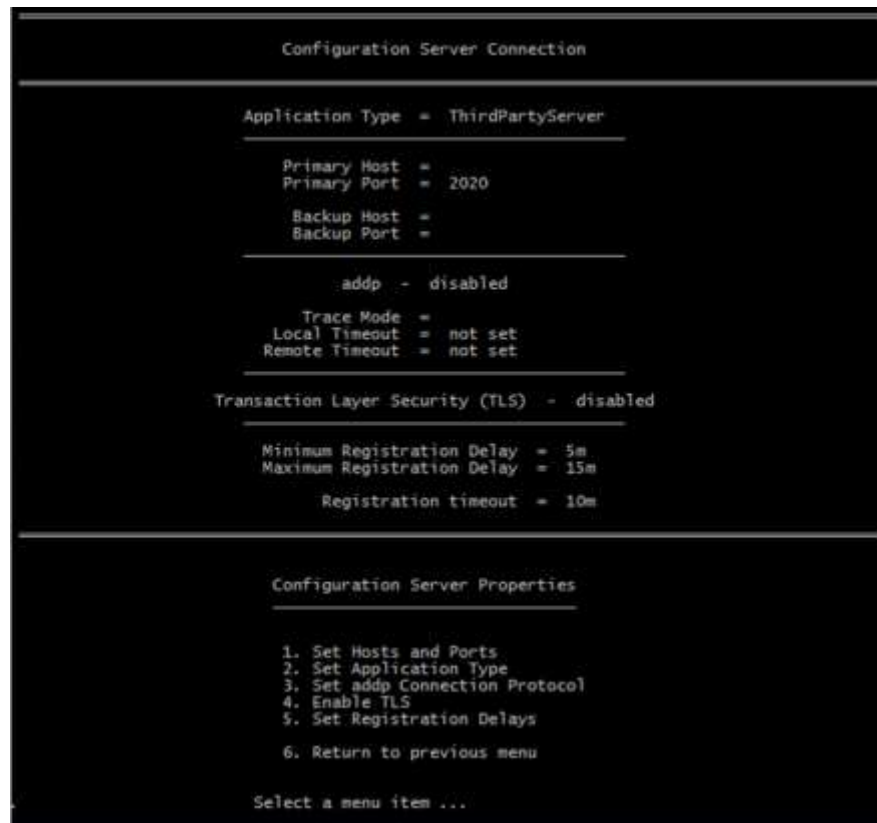 Configuration Server Connection
Application Type = ThirdPartyServer
Primary Host =
Primary Port = 2020
Backup Host =
Backup Port =
addp - disabled
Trace Mode =
Local Timeout = not set
Remote Timeout = not set
Transaction Layer Security (TLS) - disabled
Minimum Registration Delay = 5m
Maximum Registration Delay = 15m
Registration timeout = 10m
Configuration Server Properties
1. Set Hosts and Ports
2. Set Application Type
3. Set addp Connection Protocol
4. Enable TLS
5. Set Registration Delays
6. Return to previous menu
Select a menu item ...